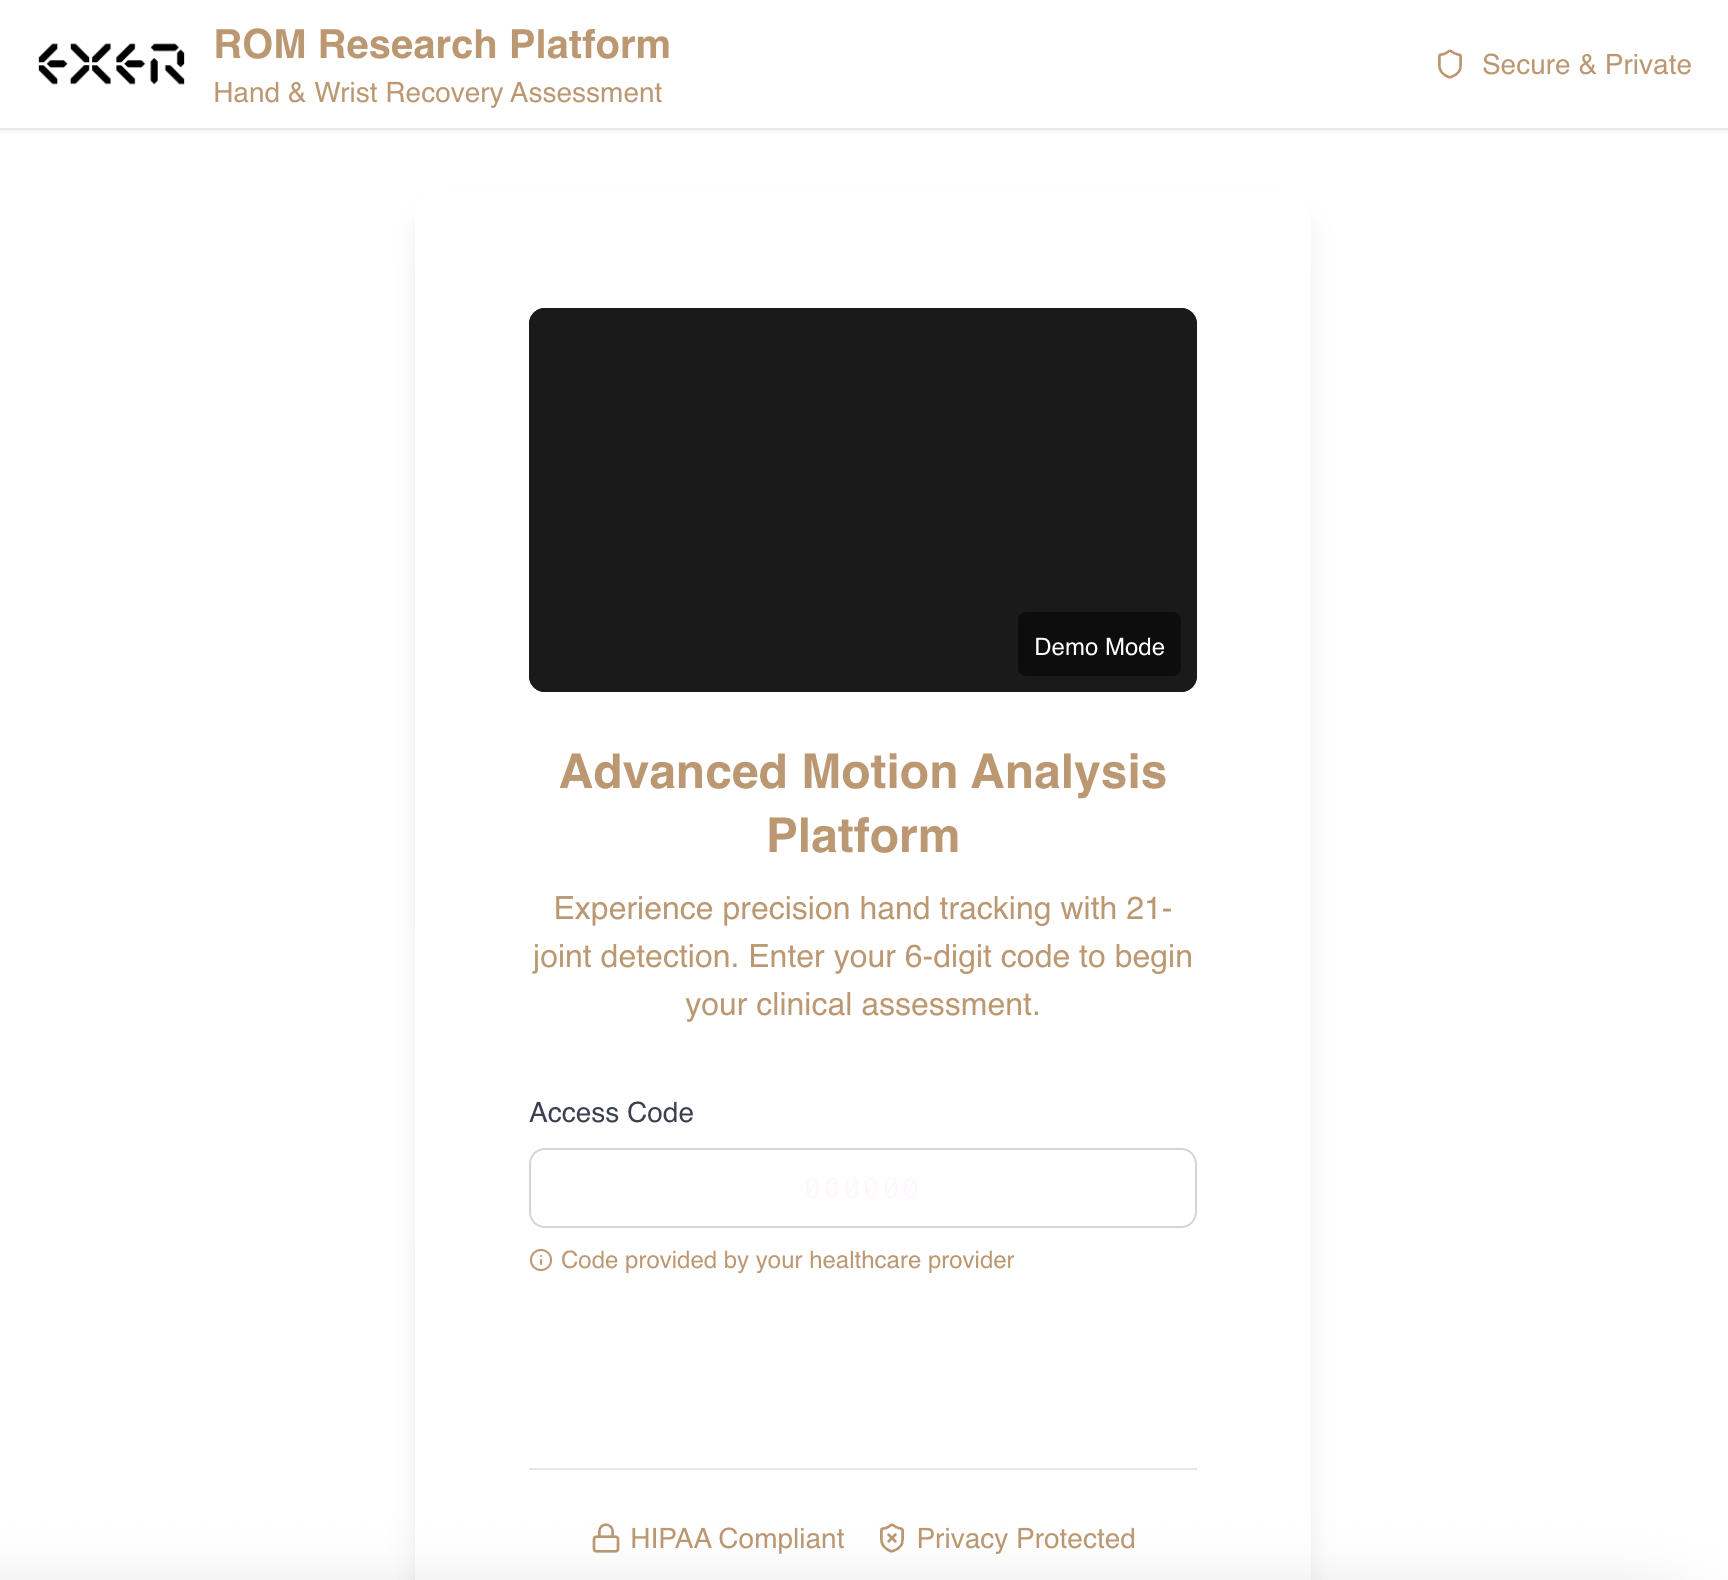 EXER
ROM Research Platform
Hand & Wrist Recovery Assessment
Secure & Private
Demo Mode
Advanced Motion Analysis
Platform
Experience precision hand tracking with 21-
joint detection. Enter your 6-digit code to begin
your clinical assessment.
Access Code
000000
Code provided by your healthcare provider
HIPAA Compliant
Privacy Protected